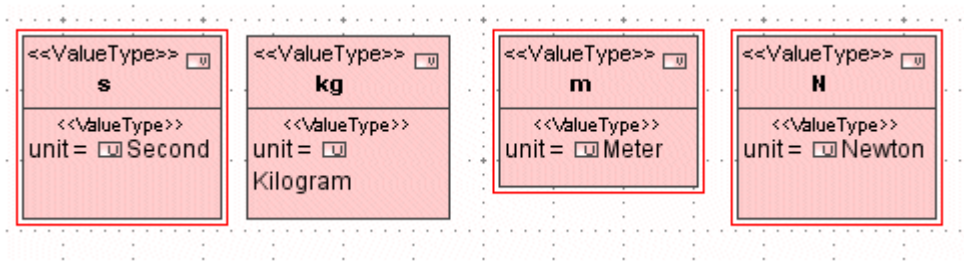 <<ValueType>>
s
<<ValueType>>
unit = Second
<<ValueType>>
kg
<<ValueType>>
unit =
Kilogram
<<ValueType>>
m
<<ValueType>>
unit = Meter
<<ValueType>>
N
<<ValueType>>
unit = Newton